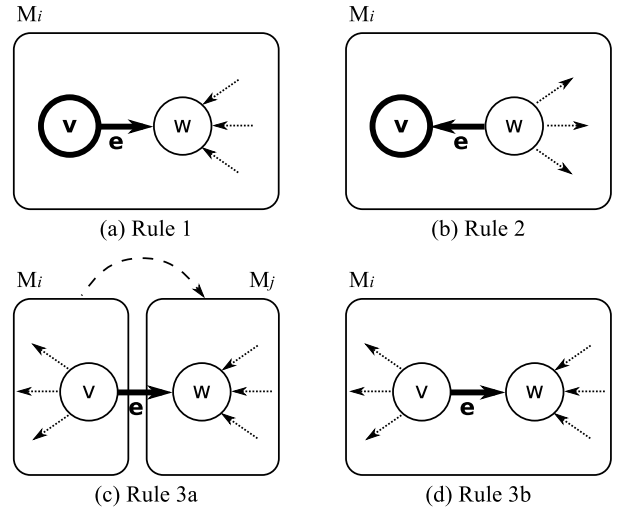 Mi Mi
v e w v e w
(a) Rule 1 (b) Rule 2
Mi Mj Mi
v e w v e w
(c) Rule 3a (d) Rule 3b